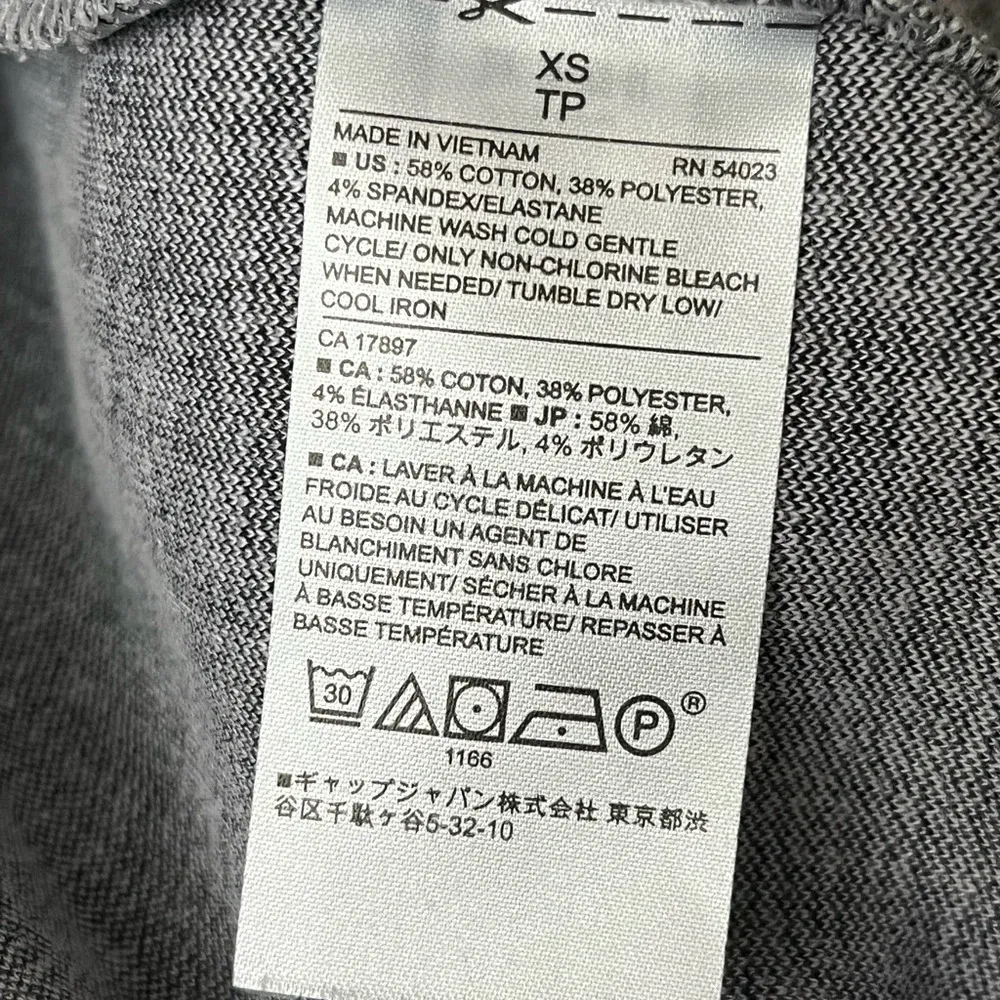 XS
TP
MADE IN VIETNAM RN 54023
US : 58% COTTON, 38% POLYESTER,
4% SPANDEX/ELASTANE
MACHINE WASH COLD GENTLE
CYCLE/ ONLY NON-CHLORINE BLEACH
WHEN NEEDED/ TUMBLE DRY LOW/
COOL IRON
CA 17897
CA : 58% COTON, 38% POLYESTER,
4% ÉLASTHANNE JP : 58% 綿,
38% ポリエステル, 4% ポリウレタン
CA : LAVER À LA MACHINE À L'EAU
FROIDE AU CYCLE DÉLICAT/ UTILISER
AU BESOIN UN AGENT DE
BLANCHIMENT SANS CHLORE
UNIQUEMENT/ SÉCHER À LA MACHINE
À BASSE TEMPÉRATURE/ REPASSER À
BASSE TEMPÉRATURE
30 P ®
1166
ギャップジャパン株式会社 東京都渋
谷区千駄ヶ谷5-32-10